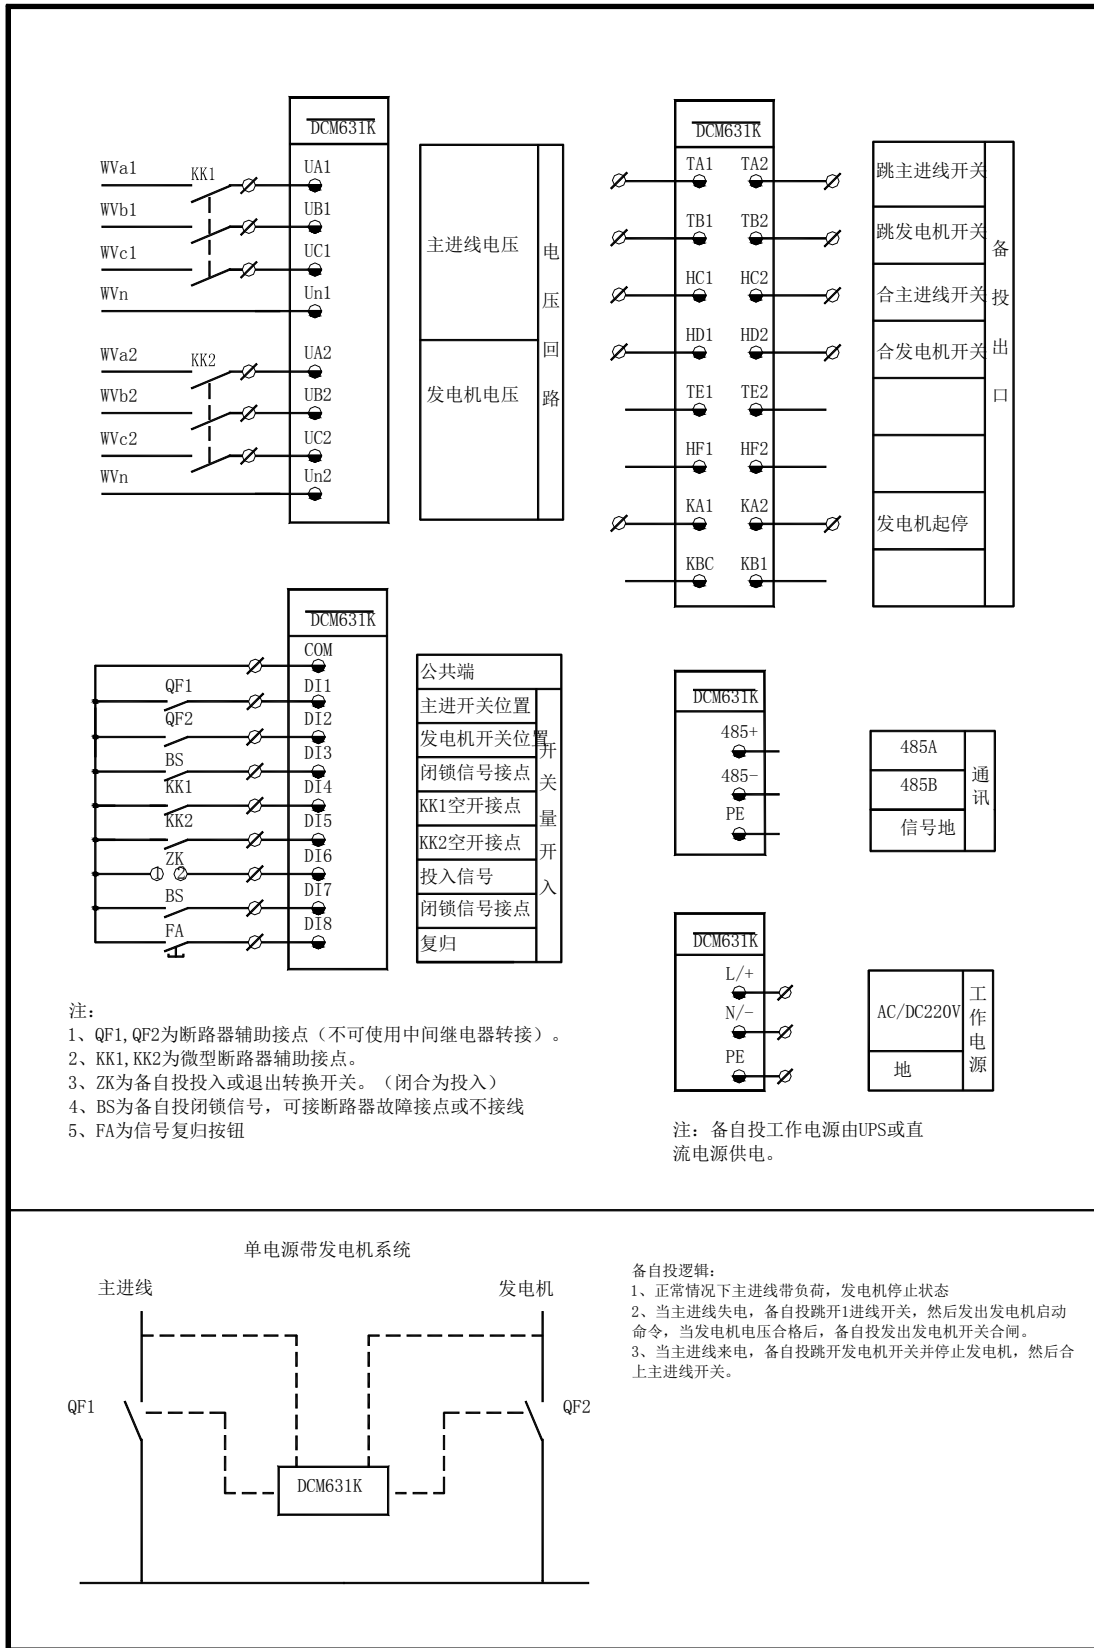 DCM631K
WVa1
KK1
UA1
WVb1
UB1
WVc1
UC1
WVn
Un1
WVa2
KK2
UA2
WVb2
UB2
WVc2
UC2
WVn
Un2
主进线电压
发电机电压
电压回路
DCM631K
TA1 TA2
TB1 TB2
HC1 HC2
HD1 HD2
TE1 TE2
HF1 HF2
KA1 KA2
KBC KB1
跳主进线开关
跳发电机开关
合主进线开关
合发电机开关
发电机起停
备投出口
DCM631K
COM
QF1 DI1
QF2 DI2
BS DI3
KK1 DI4
KK2 DI5
ZK DI6
1 2
BS DI7
FA DI8
公共端
主进开关位置
发电机开关位置
闭锁信号接点
KK1空开接点
KK2空开接点
投入信号
闭锁信号接点
复归
开关量开入
DCM631K
485+
485-
PE
485A
485B
信号地
通讯
DCM631K
L/+
N/-
PE
AC/DC220V
地
工作电源
注:
1、QF1,QF2为断路器辅助接点（不可使用中间继电器转接）。
2、KK1,KK2为微型断路器辅助接点。
3、ZK为备自投投入或退出转换开关。（闭合为投入）
4、BS为备自投闭锁信号，可接断路器故障接点或不接线
5、FA为信号复归按钮
注：备自投工作电源由UPS或直
流电源供电。
单电源带发电机系统
主进线
发电机
QF1
QF2
DCM631K
备自投逻辑:
1、正常情况下主进线带负荷，发电机停止状态
2、当主进线失电，备自投跳开1进线开关，然后发出发电机启动
命令，当发电机电压合格后，备自投发出发电机开关合闸。
3、当主进线来电，备自投跳开发电机开关并停止发电机，然后合
上主进线开关。